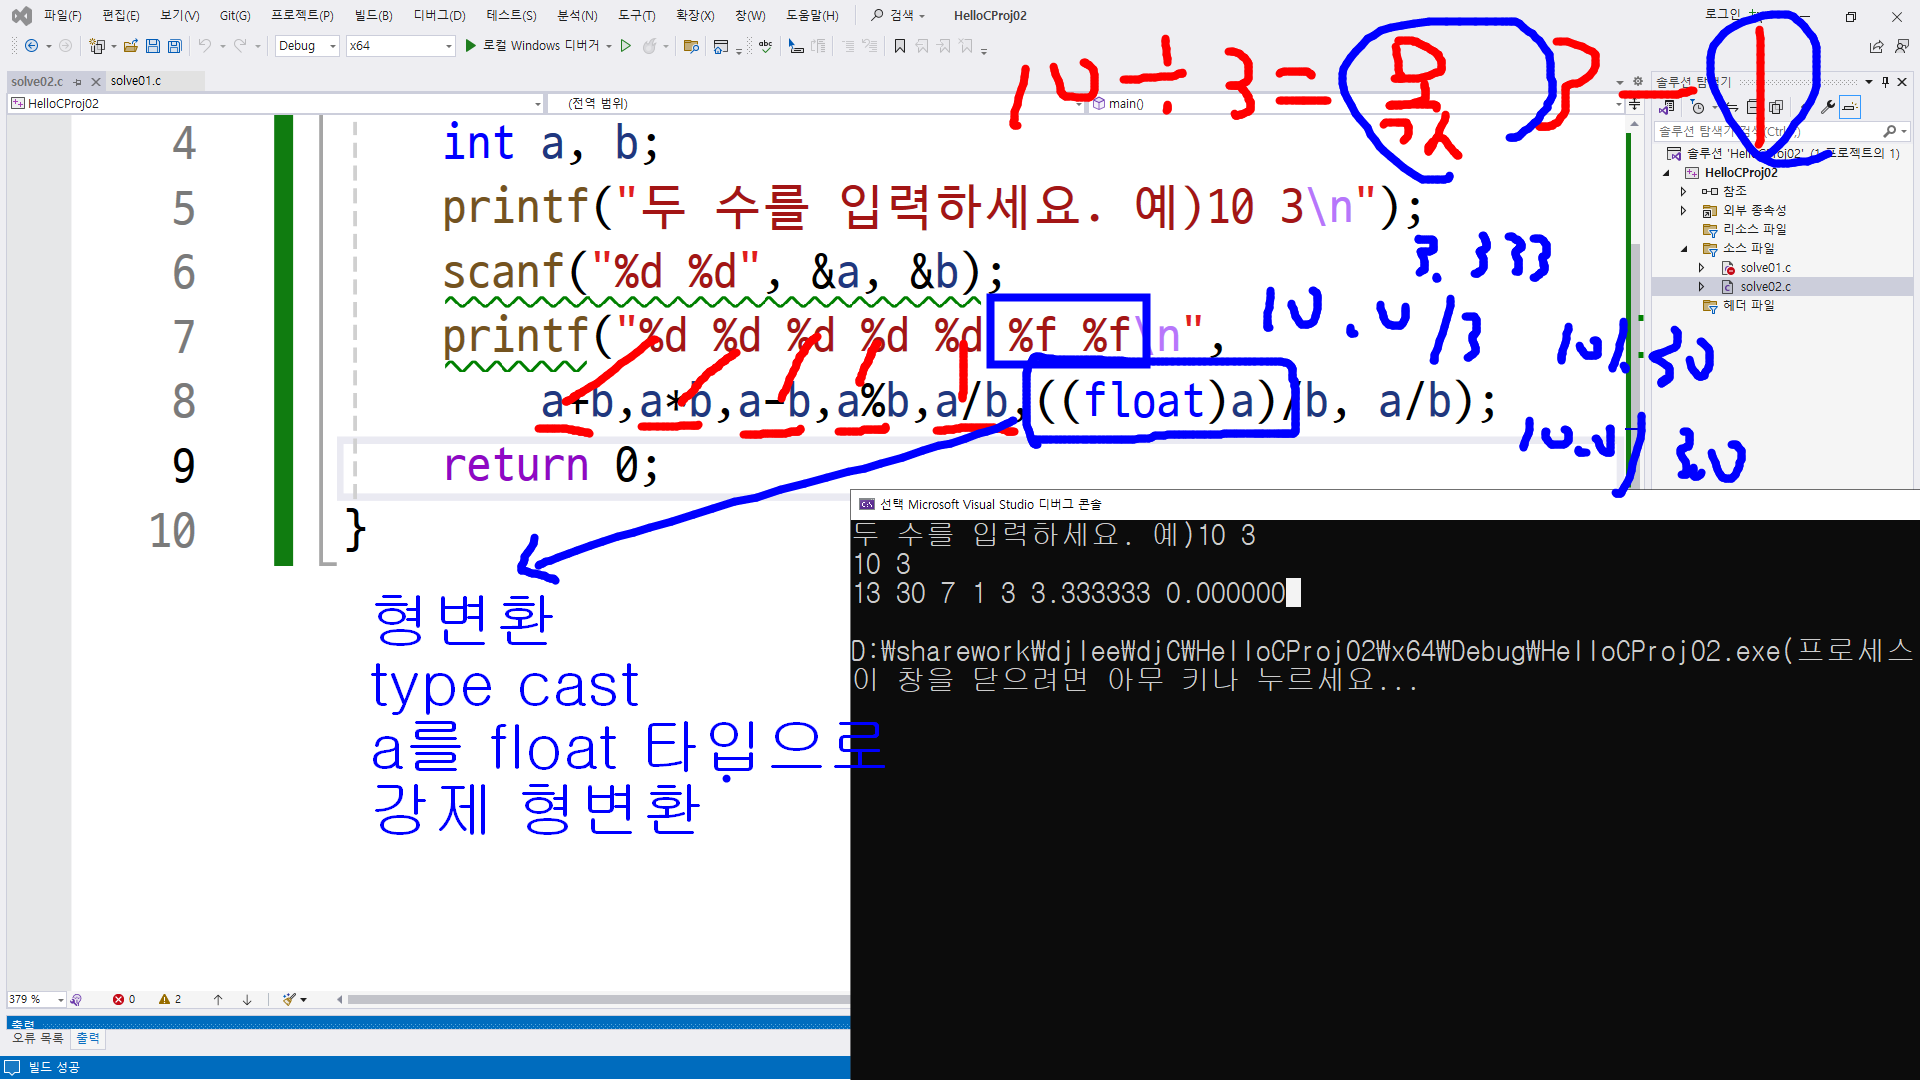 파일(F) 편집(E) 보기(V) Git(G) 프로젝트(P) 빌드(B) 디버그(D) 테스트(S) 분석(N) 도구(T) 확장(X) 창(W) 도움말(H) 검색 HelloCProj02 로그인
Debug x64 로컬 Windows 디버거
10 ÷ 3 = 몫 1
solve02.c solve01.c
HelloCProj02 (전역 범위) main()
4 int a, b;
5 printf("두 수를 입력하세요. 예)10 3\n");
6 scanf("%d %d", &a, &b);
7 printf("%d %d %d %d %d %f %f\n",
8 a+b,a*b,a-b,a%b,a/b,((float)a)/b, a/b);
9 return 0;
10 }
3.333
10.0/3
10/3.0
10.0/3.0
솔루션 탐색기
솔루션 탐색기 검색(Ctrl+;)
솔루션 'HelloCProj02' (1 프로젝트의 1)
HelloCProj02
참조
외부 종속성
리소스 파일
소스 파일
solve01.c
solve02.c
헤더 파일
형변환
type cast
a를 float 타입으로
강제 형변환
선택 Microsoft Visual Studio 디버그 콘솔
두 수를 입력하세요. 예)10 3
10 3
13 30 7 1 3 3.333333 0.000000
D:\sharework\djlee\djC\HelloCProj02\x64\Debug\HelloCProj02.exe(프로세스
이 창을 닫으려면 아무 키나 누르세요...
379 % 0 2
출력
오류 목록 출력
빌드 성공